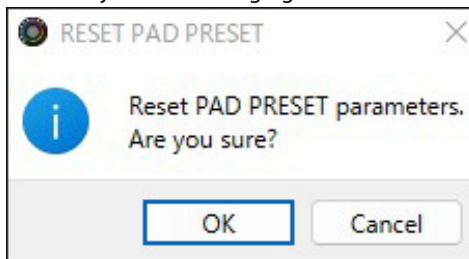 RESET PAD PRESET
Reset PAD PRESET parameters.
Are you sure?
OK
Cancel